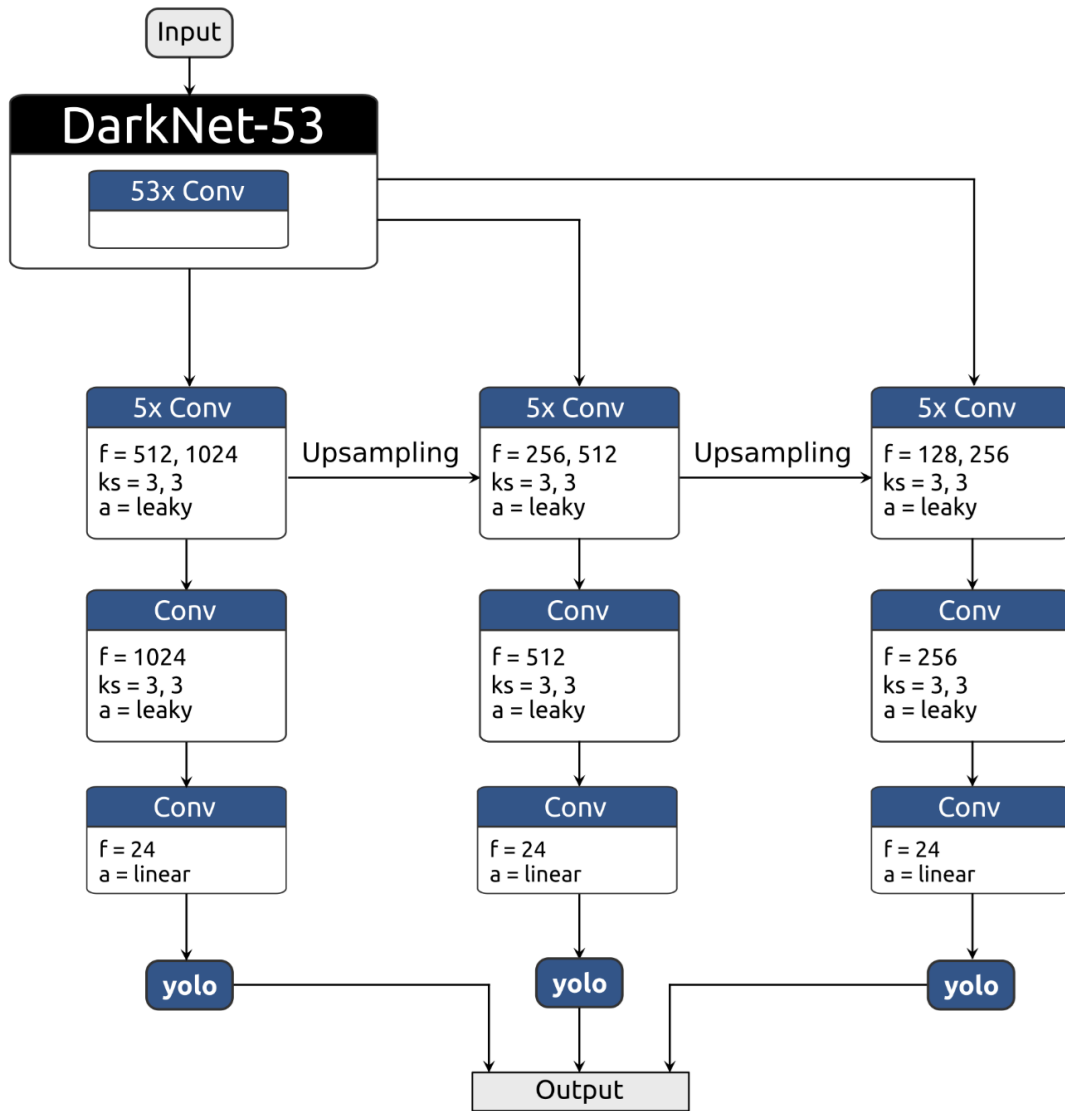 Input
DarkNet-53
53x Conv
5x Conv
f = 512, 1024
ks = 3, 3
a = leaky
Upsampling
5x Conv
f = 256, 512
ks = 3, 3
a = leaky
Upsampling
5x Conv
f = 128, 256
ks = 3, 3
a = leaky
Conv
f = 1024
ks = 3, 3
a = leaky
Conv
f = 512
ks = 3, 3
a = leaky
Conv
f = 256
ks = 3, 3
a = leaky
Conv
f = 24
a = linear
Conv
f = 24
a = linear
Conv
f = 24
a = linear
yolo
yolo
yolo
Output